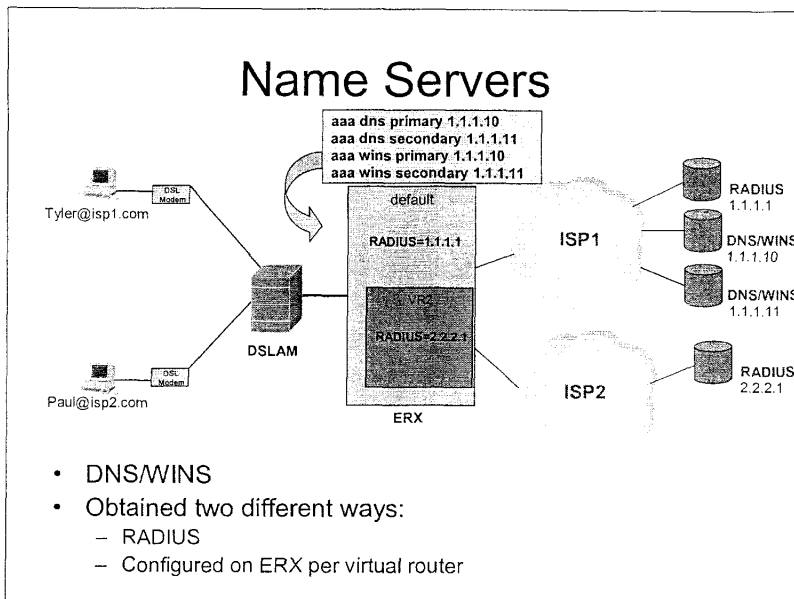 Name Servers
aaa dns primary 1.1.1.10
aaa dns secondary 1.1.1.11
aaa wins primary 1.1.1.10
aaa wins secondary 1.1.1.11
default
DSL
Modem
Tyler@isp1.com
RADIUS=1.1.1.1
ISP1
RADIUS
1.1.1.1
DNS/WINS
1.1.1.10
DNS/WINS
1.1.1.11
VR2
RADIUS=2.2.2.1
DSLAM
DSL
Modem
Paul@isp2.com
ERX
ISP2
RADIUS
2.2.2.1
• DNS/WINS
• Obtained two different ways:
– RADIUS
– Configured on ERX per virtual router